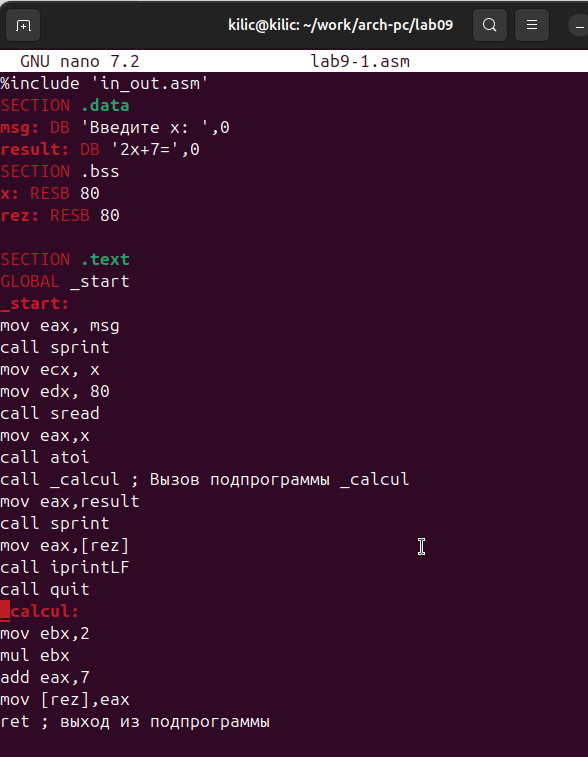 kilic@kilic: ~/work/arch-pc/lab09
GNU nano 7.2 lab9-1.asm
%include 'in_out.asm'
SECTION .data
msg: DB 'Введите x: ',0
result: DB '2x+7=',0
SECTION .bss
x: RESB 80
rez: RESB 80

SECTION .text
GLOBAL _start
_start:
mov eax, msg
call sprint
mov ecx, x
mov edx, 80
call sread
mov eax,x
call atoi
call _calcul ; Вызов подпрограммы _calcul
mov eax,result
call sprint
mov eax,[rez]
call iprintLF
call quit
_calcul:
mov ebx,2
mul ebx
add eax,7
mov [rez],eax
ret ; выход из подпрограммы